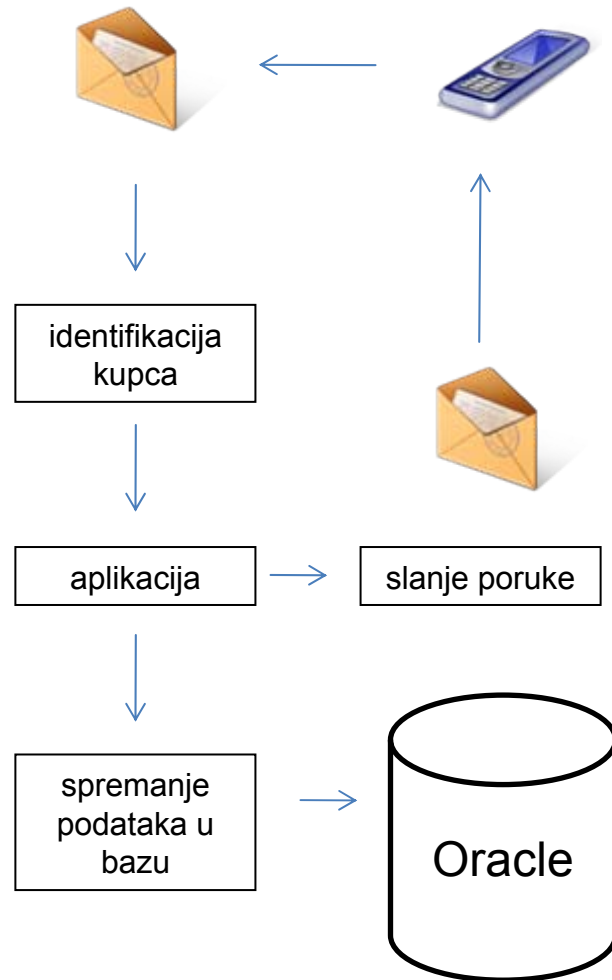 identifikacija
kupca
aplikacija
slanje poruke
spremanje
podataka u
bazu
Oracle